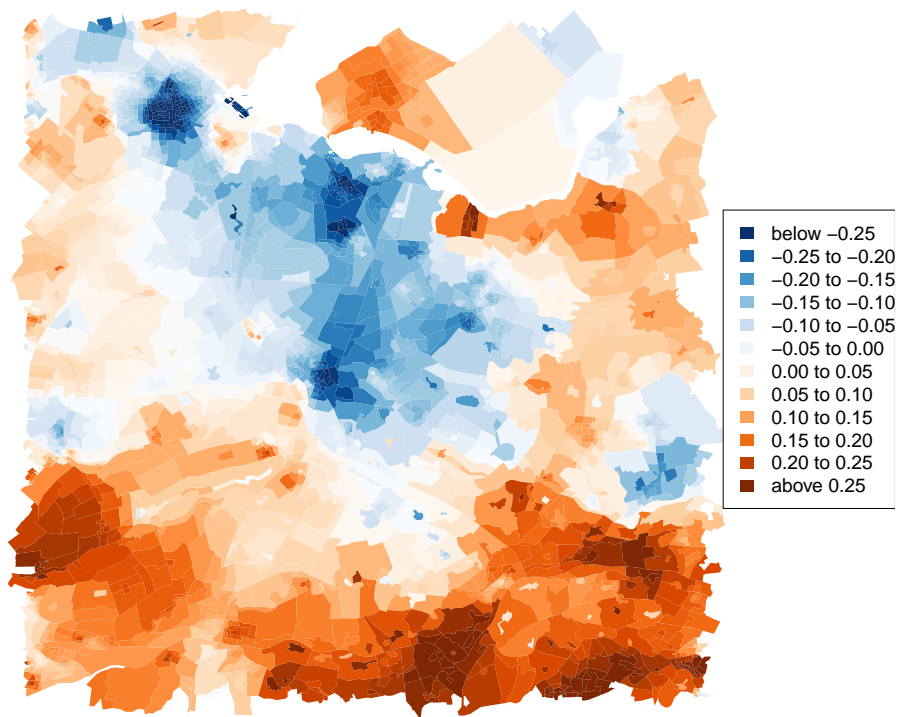 below −0.25
−0.25 to −0.20
−0.20 to −0.15
−0.15 to −0.10
−0.10 to −0.05
−0.05 to 0.00
0.00 to 0.05
0.05 to 0.10
0.10 to 0.15
0.15 to 0.20
0.20 to 0.25
above 0.25